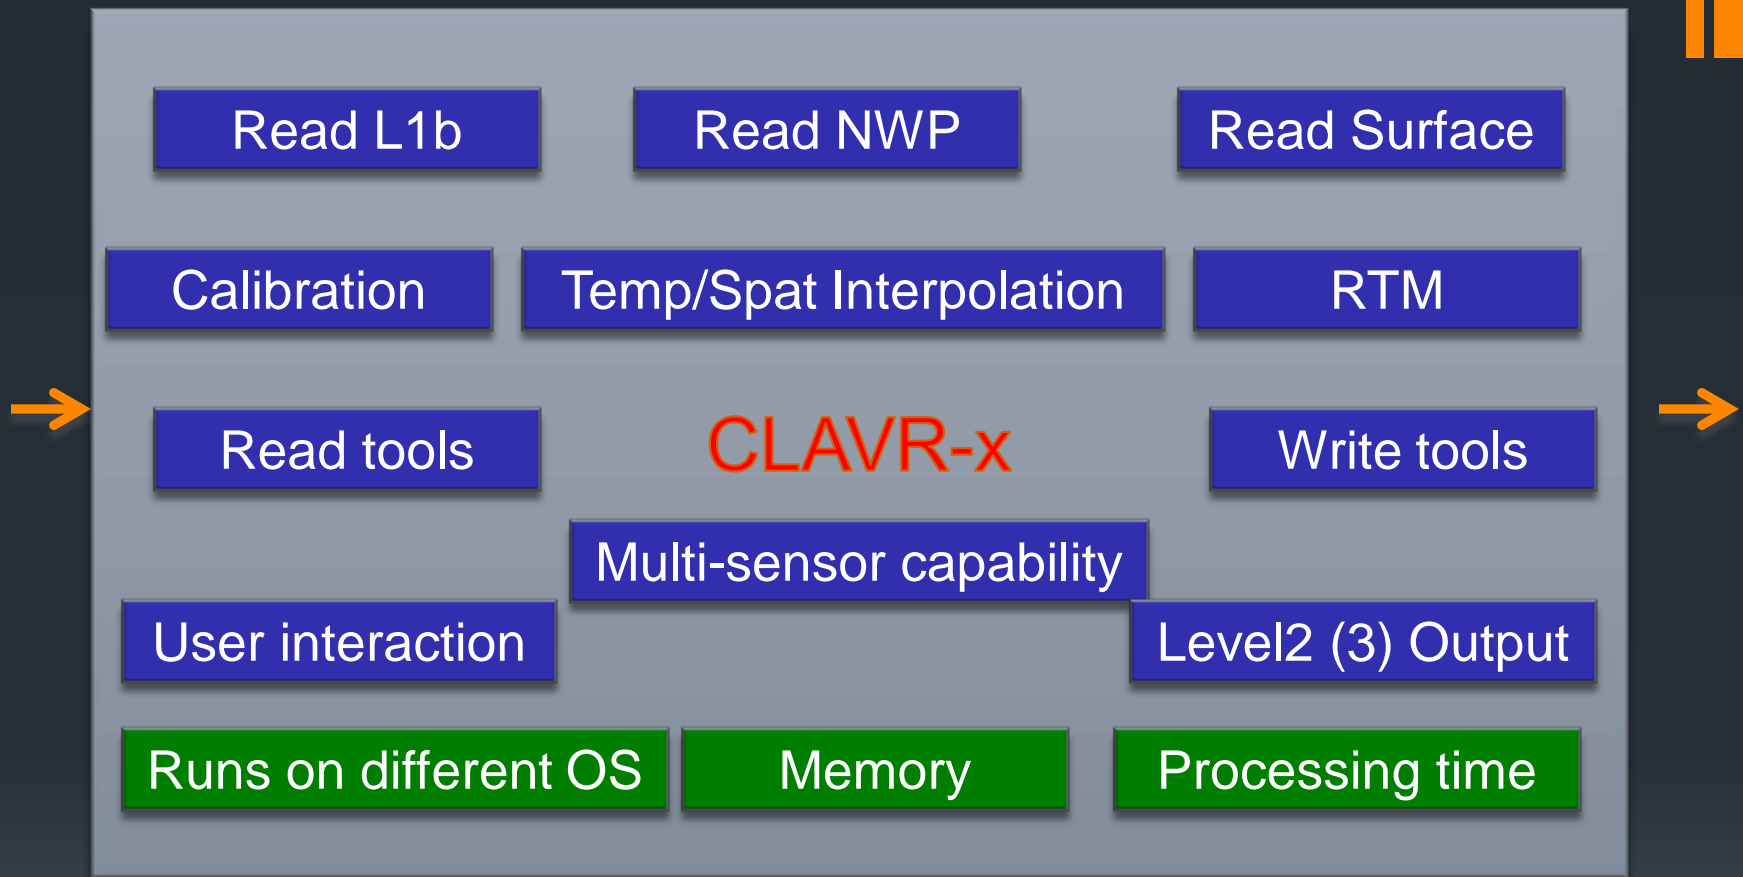 Read L1b
Read NWP
Read Surface
Calibration
Temp/Spat Interpolation
RTM
Read tools
CLAVR-x
Write tools
Multi-sensor capability
User interaction
Level2 (3) Output
Runs on different OS
Memory
Processing time